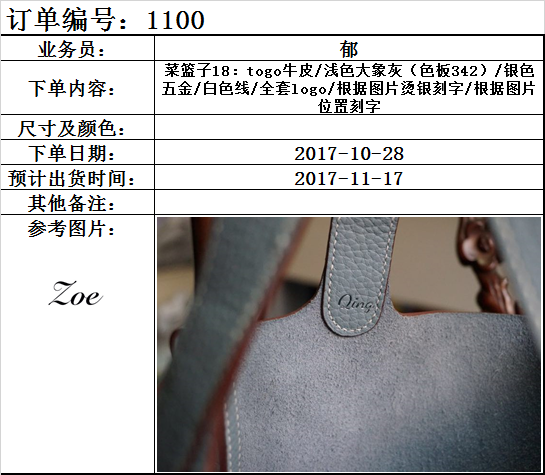 订单编号：1100
业务员： 郁
下单内容： 菜篮子18：togo牛皮/浅色大象灰（色板342）/银色
五金/白色线/全套logo/根据图片烫银刻字/根据图片
位置刻字
尺寸及颜色：
下单日期： 2017-10-28
预计出货时间： 2017-11-17
其他备注：
参考图片：
Zoe
Qing